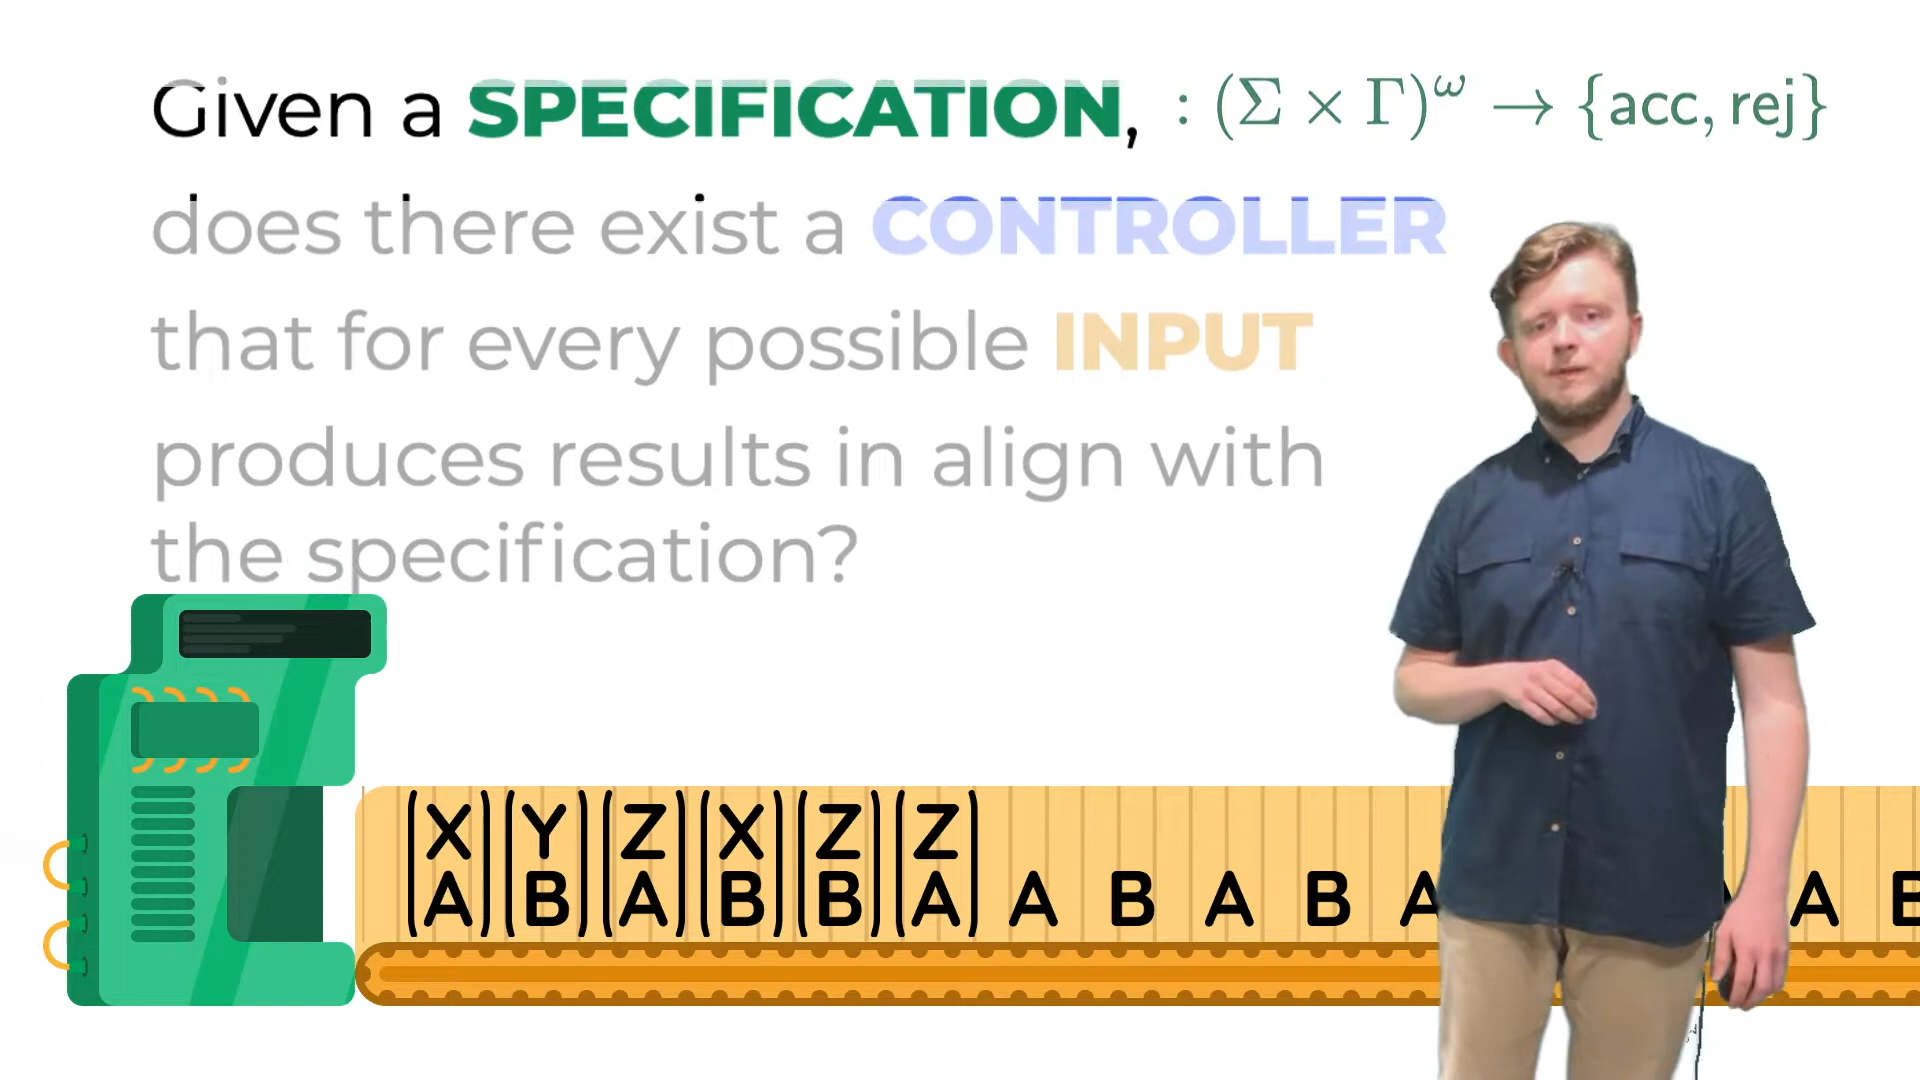 Given a SPECIFICATION, : (Σ × Γ)^ω → {acc, rej}
does there exist a CONTROLLER
that for every possible INPUT
produces results in align with
the specification?
X Y Z X Z Z
A B A B B A A B A B A A B